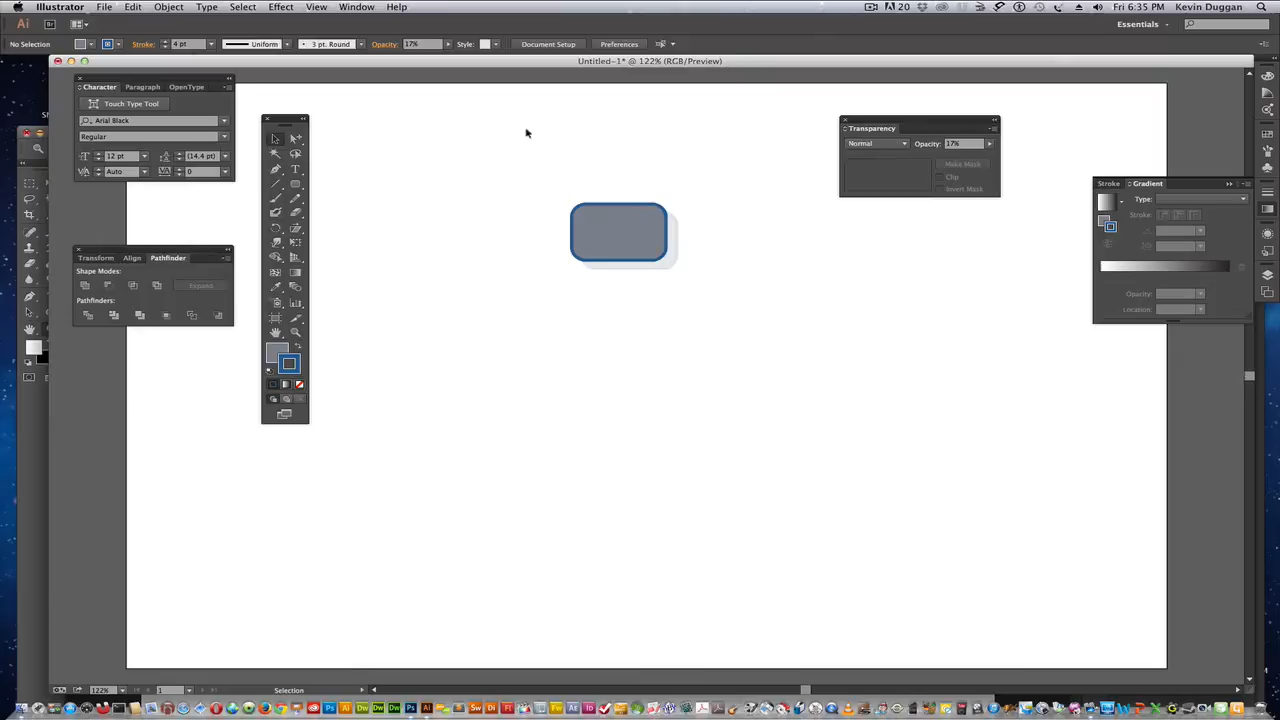 Illustrator File Edit Object Type Select Effect View Window Help
20 Fri 6:35 PM Kevin Duggan
Ai Br Essentials
No Selection Stroke: 4 pt Uniform 3 pt. Round Opacity: 17% Style: Document Setup Preferences
Untitled-1* @ 122% (RGB/Preview)
Character Paragraph OpenType
Touch Type Tool
Arial Black
Regular
12 pt (14.4 pt)
Auto 0
Transparency
Normal Opacity: 17%
Make Mask
Clip
Invert Mask
Stroke Gradient
Type:
Stroke:
Opacity:
Location:
Transform Align Pathfinder
Shape Modes:
Expand
Pathfinders:
122% 1 Selection